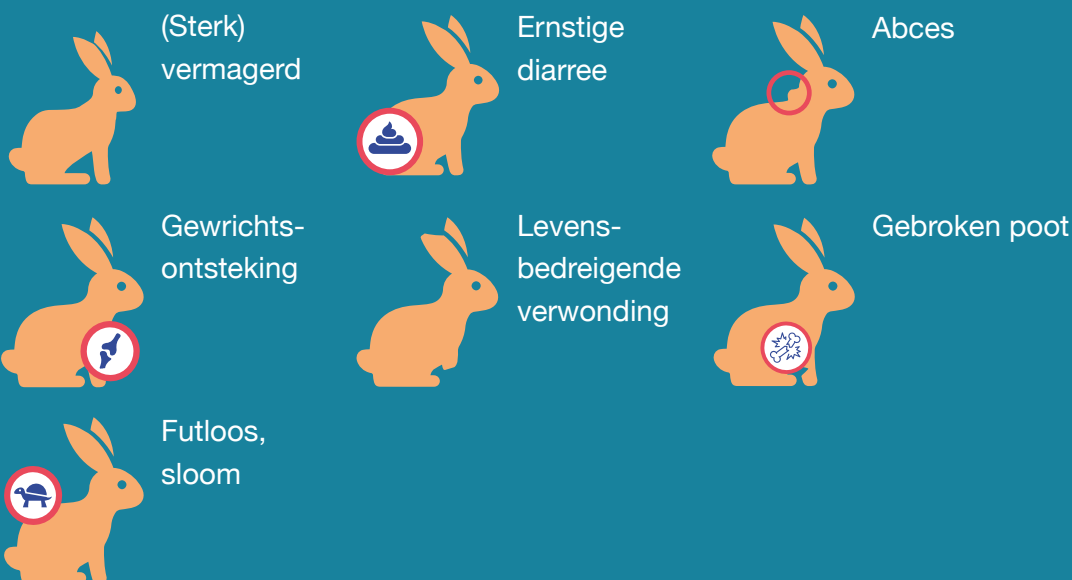 (Sterk)
vermagerd
Ernstige
diarree
Abces
Gewrichts-
ontsteking
Levens-
bedreigende
verwonding
Gebroken poot
Futloos,
sloom